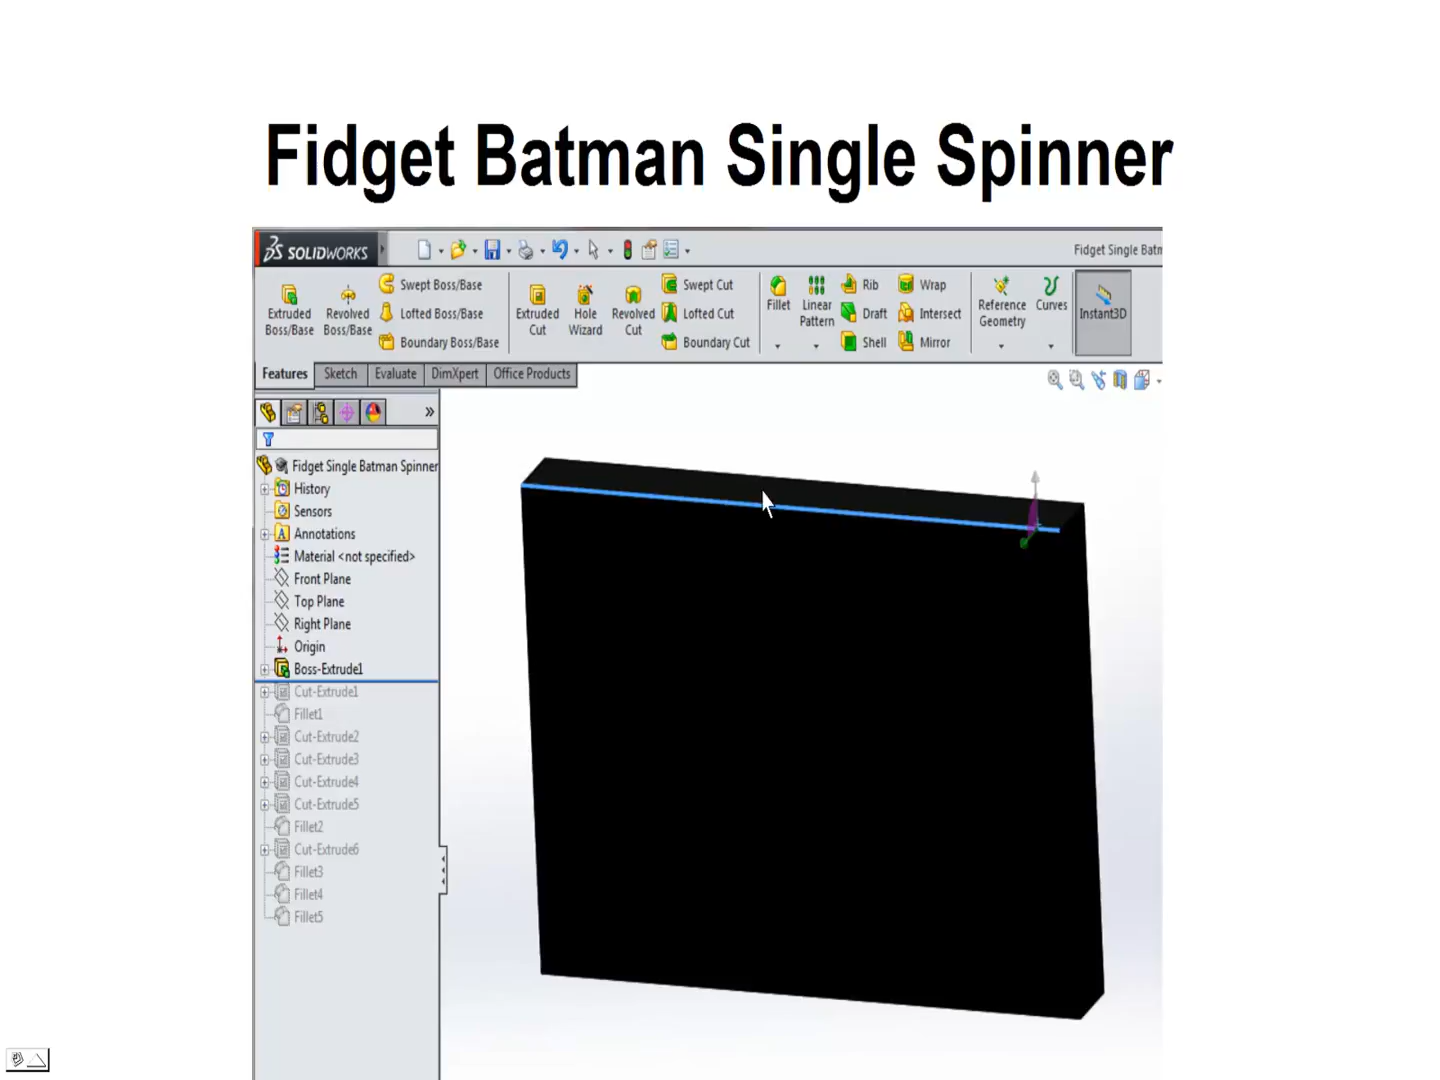 Fidget Batman Single Spinner
SOLIDWORKS
Fidget Single Batm
Extruded Boss/Base
Revolved Boss/Base
Swept Boss/Base
Lofted Boss/Base
Boundary Boss/Base
Extruded Cut
Hole Wizard
Revolved Cut
Swept Cut
Lofted Cut
Boundary Cut
Fillet
Linear Pattern
Rib
Draft
Shell
Wrap
Intersect
Mirror
Reference Geometry
Curves
Instant3D
Features
Sketch
Evaluate
DimXpert
Office Products
Fidget Single Batman Spinner
History
Sensors
Annotations
Material <not specified>
Front Plane
Top Plane
Right Plane
Origin
Boss-Extrude1
Cut-Extrude1
Fillet1
Cut-Extrude2
Cut-Extrude3
Cut-Extrude4
Cut-Extrude5
Fillet2
Cut-Extrude6
Fillet3
Fillet4
Fillet5